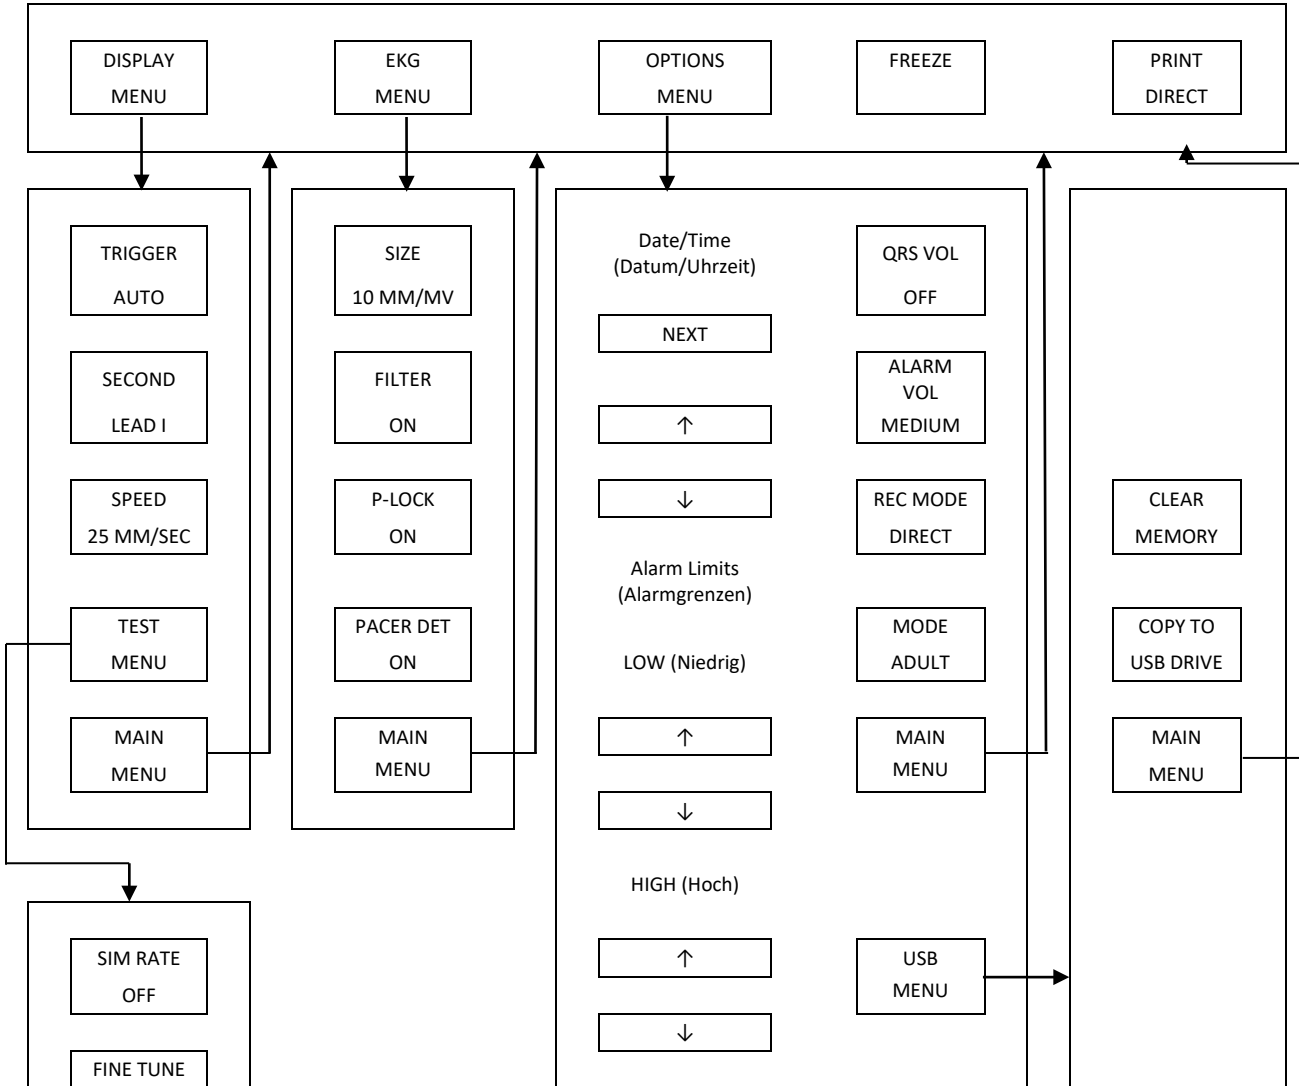 DISPLAY
MENU
EKG
MENU
OPTIONS
MENU
FREEZE
PRINT
DIRECT
TRIGGER
AUTO
SECOND
LEAD I
SPEED
25 MM/SEC
TEST
MENU
MAIN
MENU
SIZE
10 MM/MV
FILTER
ON
P-LOCK
ON
PACER DET
ON
MAIN
MENU
Date/Time
(Datum/Uhrzeit)
NEXT
↑
↓
Alarm Limits
(Alarmgrenzen)
LOW (Niedrig)
↑
↓
HIGH (Hoch)
↑
↓
QRS VOL
OFF
ALARM
VOL
MEDIUM
REC MODE
DIRECT
MODE
ADULT
MAIN
MENU
USB
MENU
CLEAR
MEMORY
COPY TO
USB DRIVE
MAIN
MENU
SIM RATE
OFF
FINE TUNE